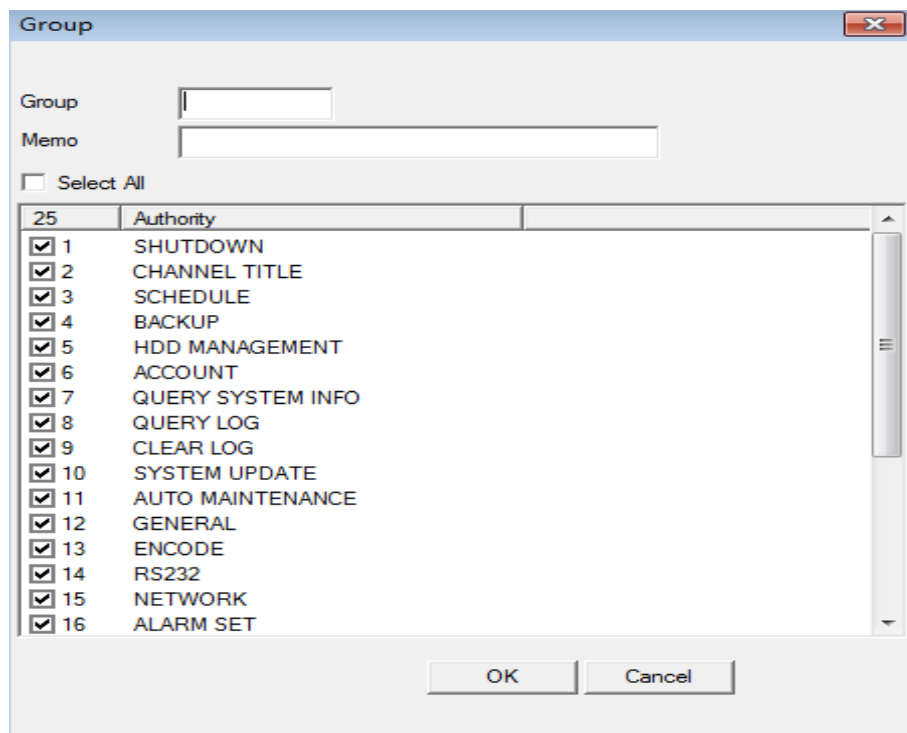 Group
Group
Memo
Select All
25 Authority
1 SHUTDOWN
2 CHANNEL TITLE
3 SCHEDULE
4 BACKUP
5 HDD MANAGEMENT
6 ACCOUNT
7 QUERY SYSTEM INFO
8 QUERY LOG
9 CLEAR LOG
10 SYSTEM UPDATE
11 AUTO MAINTENANCE
12 GENERAL
13 ENCODE
14 RS232
15 NETWORK
16 ALARM SET
OK Cancel